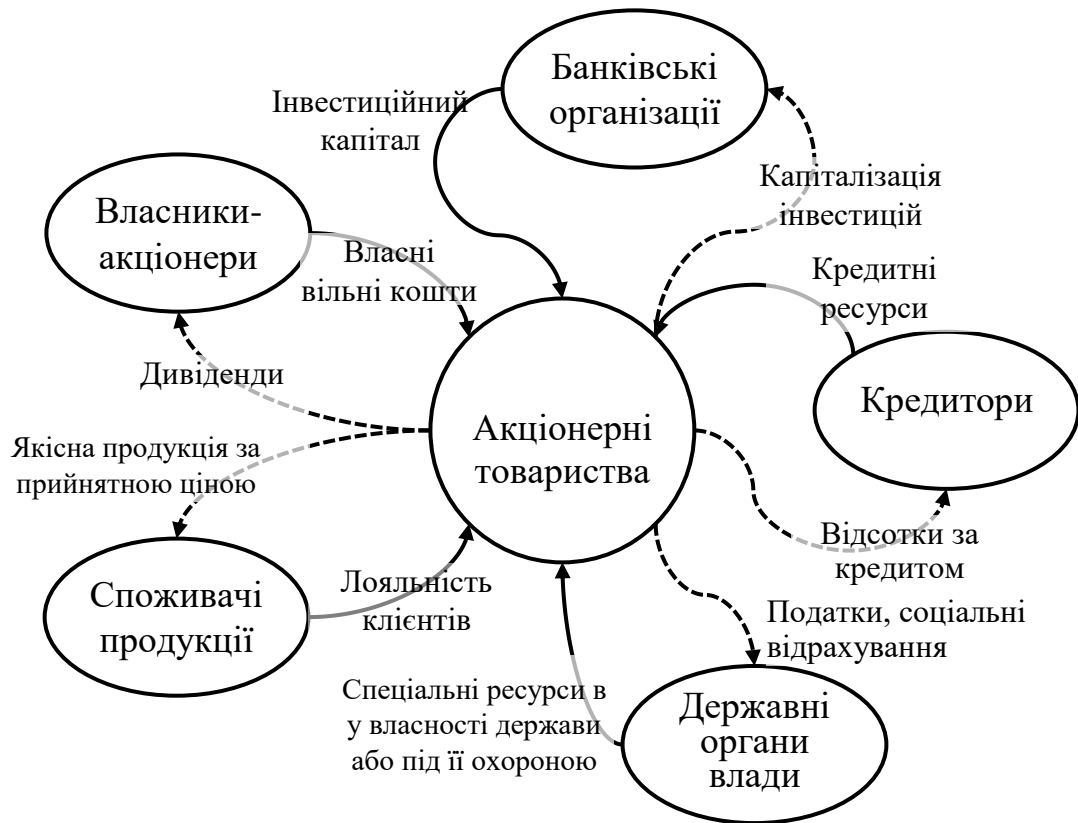 Банківські
організації
Інвестиційний
капітал
Капіталізація
інвестицій
Власники-
акціонери
Власні
вільні кошти
Кредитні
ресурси
Дивіденди
Кредитори
Акціонерні
товариства
Якісна продукція за
прийнятною ціною
Відсотки за
кредитом
Споживачі
продукції
Лояльність
клієнтів
Податки, соціальні
відрахування
Спеціальні ресурси в
у власності держави
або під її охороною
Державні
органи
влади